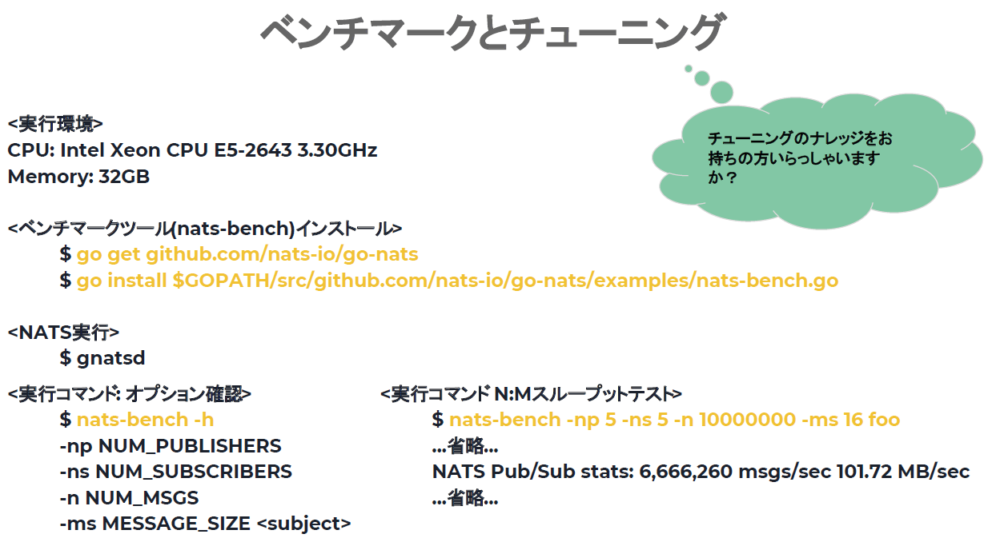 ベンチマークとチューニング
チューニングのナレッジをお
持ちの方いらっしゃいます
か？
<実行環境>
CPU: Intel Xeon CPU E5-2643 3.30GHz
Memory: 32GB
<ベンチマークツール(nats-bench)インストール>
$ go get github.com/nats-io/go-nats
$ go install $GOPATH/src/github.com/nats-io/go-nats/examples/nats-bench.go
<NATS実行>
$ gnatsd
<実行コマンド: オプション確認>
$ nats-bench -h
-np NUM_PUBLISHERS
-ns NUM_SUBSCRIBERS
-n NUM_MSGS
-ms MESSAGE_SIZE <subject>
<実行コマンド N:Mスループットテスト>
$ nats-bench -np 5 -ns 5 -n 10000000 -ms 16 foo
...省略...
NATS Pub/Sub stats: 6,666,260 msgs/sec 101.72 MB/sec
...省略...